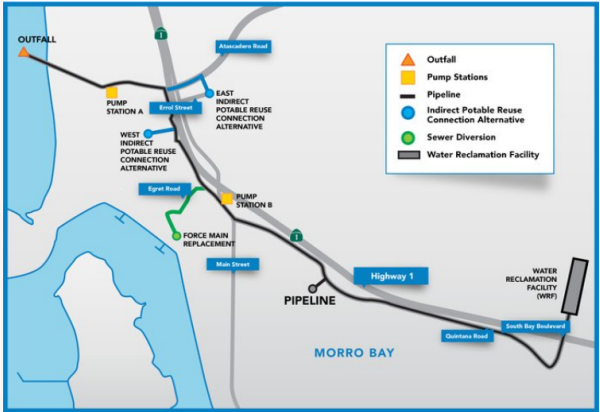 OUTFALL
1
Atascadero Road
PUMP
STATION A
Errol Street
EAST
INDIRECT
POTABLE REUSE
CONNECTION
ALTERNATIVE
WEST
INDIRECT
POTABLE REUSE
CONNECTION
ALTERNATIVE
Egret Road
PUMP
STATION B
FORCE MAIN
REPLACEMENT
1
Main Street
Highway 1
PIPELINE
WATER
RECLAMATION
FACILITY
(WRF)
South Bay Boulevard
Quintana Road
MORRO BAY
Outfall
Pump Stations
Pipeline
Indirect Potable Reuse
Connection Alternative
Sewer Diversion
Water Reclamation Facility